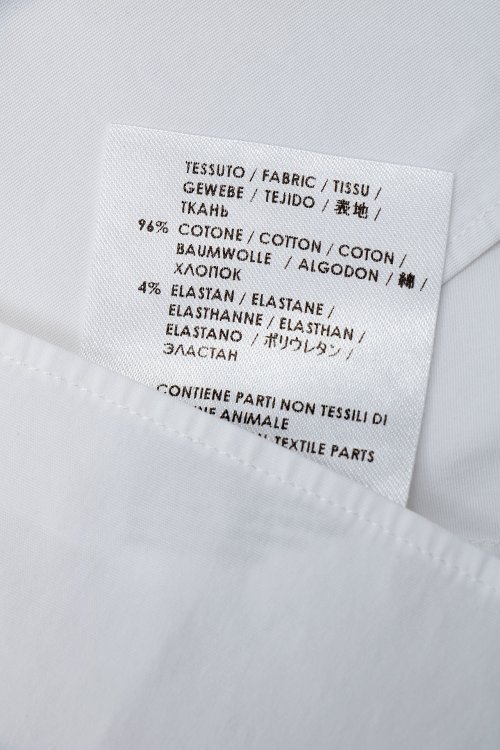 TESSUTO / FABRIC / TISSU /
GEWEBE / TEJIDO / 表地 /
ТКАНЬ
96% COTONE / COTTON / COTON /
BAUMWOLLE / ALGODON / 綿 /
ХЛОПОК
4% ELASTAN / ELASTANE /
ELASTHANNE / ELASTHAN /
ELASTANO / ポリウレタン /
ЭЛАСТАН
CONTIENE PARTI NON TESSILI DI
ANIMALE
TEXTILE PARTS